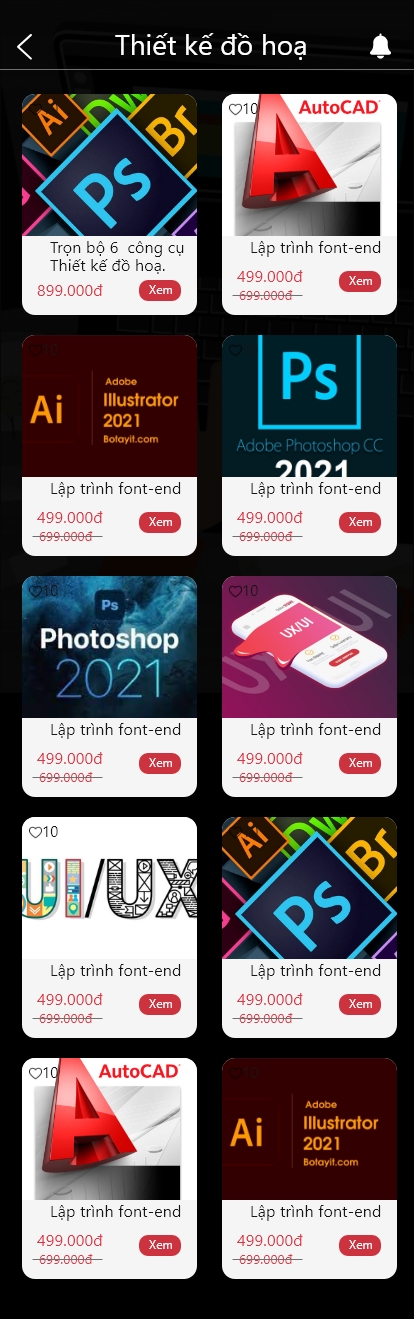 Thiết kế đồ hoạ
Ai
Dw
Br
Ps
Trọn bộ 6 công cụ
Thiết kế đồ hoạ.
899.000đ
Xem
10
AUTOCAD
Lập trình font-end
499.000đ
699.000đ
Xem
10
Ai
Adobe
Illustrator
2021
Botayit.com
Lập trình font-end
499.000đ
699.000đ
Xem
Ps
Adobe Photoshop CC
2021
Lập trình font-end
499.000đ
699.000đ
Xem
10
Ps
Photoshop
2021
Lập trình font-end
499.000đ
699.000đ
Xem
10
UX/UI
UX/UI
Lập trình font-end
499.000đ
699.000đ
Xem
10
UI/UX
Lập trình font-end
499.000đ
699.000đ
Xem
Ai
Dw
Br
Ps
Lập trình font-end
499.000đ
699.000đ
Xem
10
AUTOCAD
Lập trình font-end
499.000đ
699.000đ
Xem
10
Ai
Adobe
Illustrator
2021
Botayit.com
Lập trình font-end
499.000đ
699.000đ
Xem